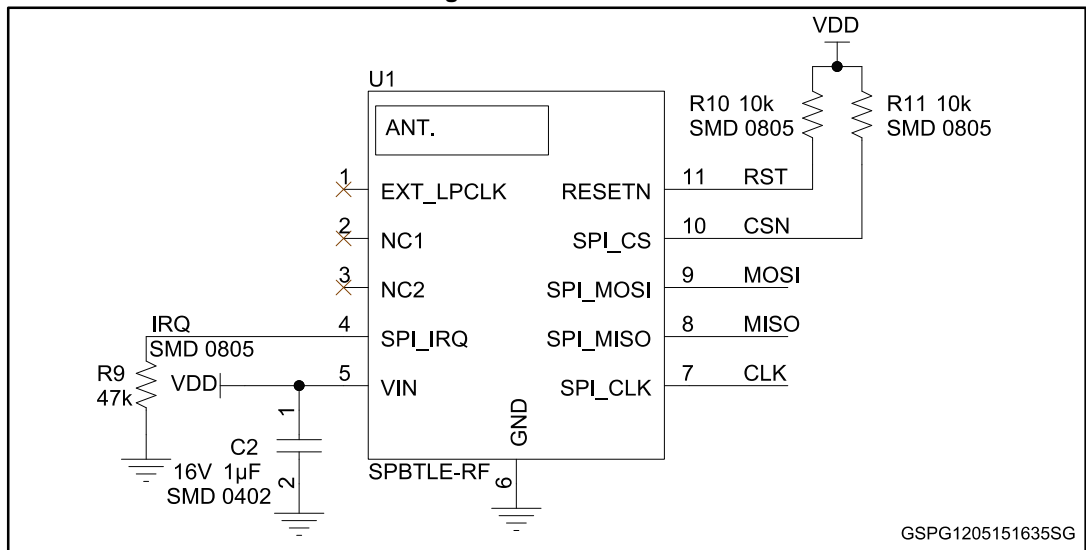 VDD
U1
R10 10k
SMD 0805
R11 10k
SMD 0805
ANT.
1
EXT_LPCLK
RESETN
11
RST
2
NC1
SPI_CS
10
CSN
3
NC2
SPI_MOSI
9
MOSI
IRQ
SMD 0805
4
SPI_IRQ
SPI_MISO
8
MISO
R9
47k
VDD
5
VIN
SPI_CLK
7
CLK
1
C2
16V 1µF
SMD 0402
2
GND
SPBTLE-RF
6
GSPG1205151635SG